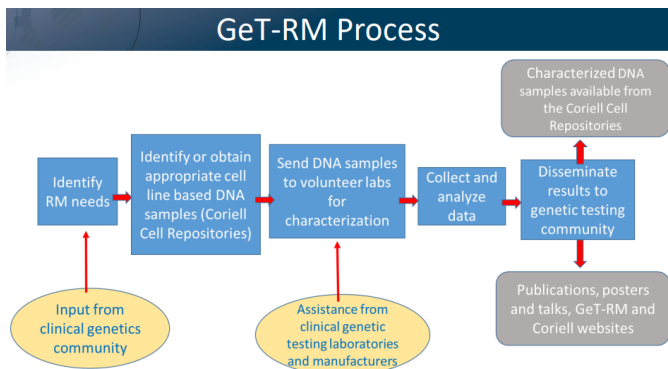 GeT-RM Process
Characterized DNA
samples available from
the Coriell Cell
Repositories
Identify
RM needs
Identify or obtain
appropriate cell
line based DNA
samples (Coriell
Cell Repositories)
Send DNA samples
to volunteer labs
for
characterization
Collect and
analyze data
Disseminate
results to
genetic testing
community
Input from
clinical genetics
community
Assistance from
clinical genetic
testing laboratories
and manufacturers
Publications, posters
and talks, GeT-RM and
Coriell websites